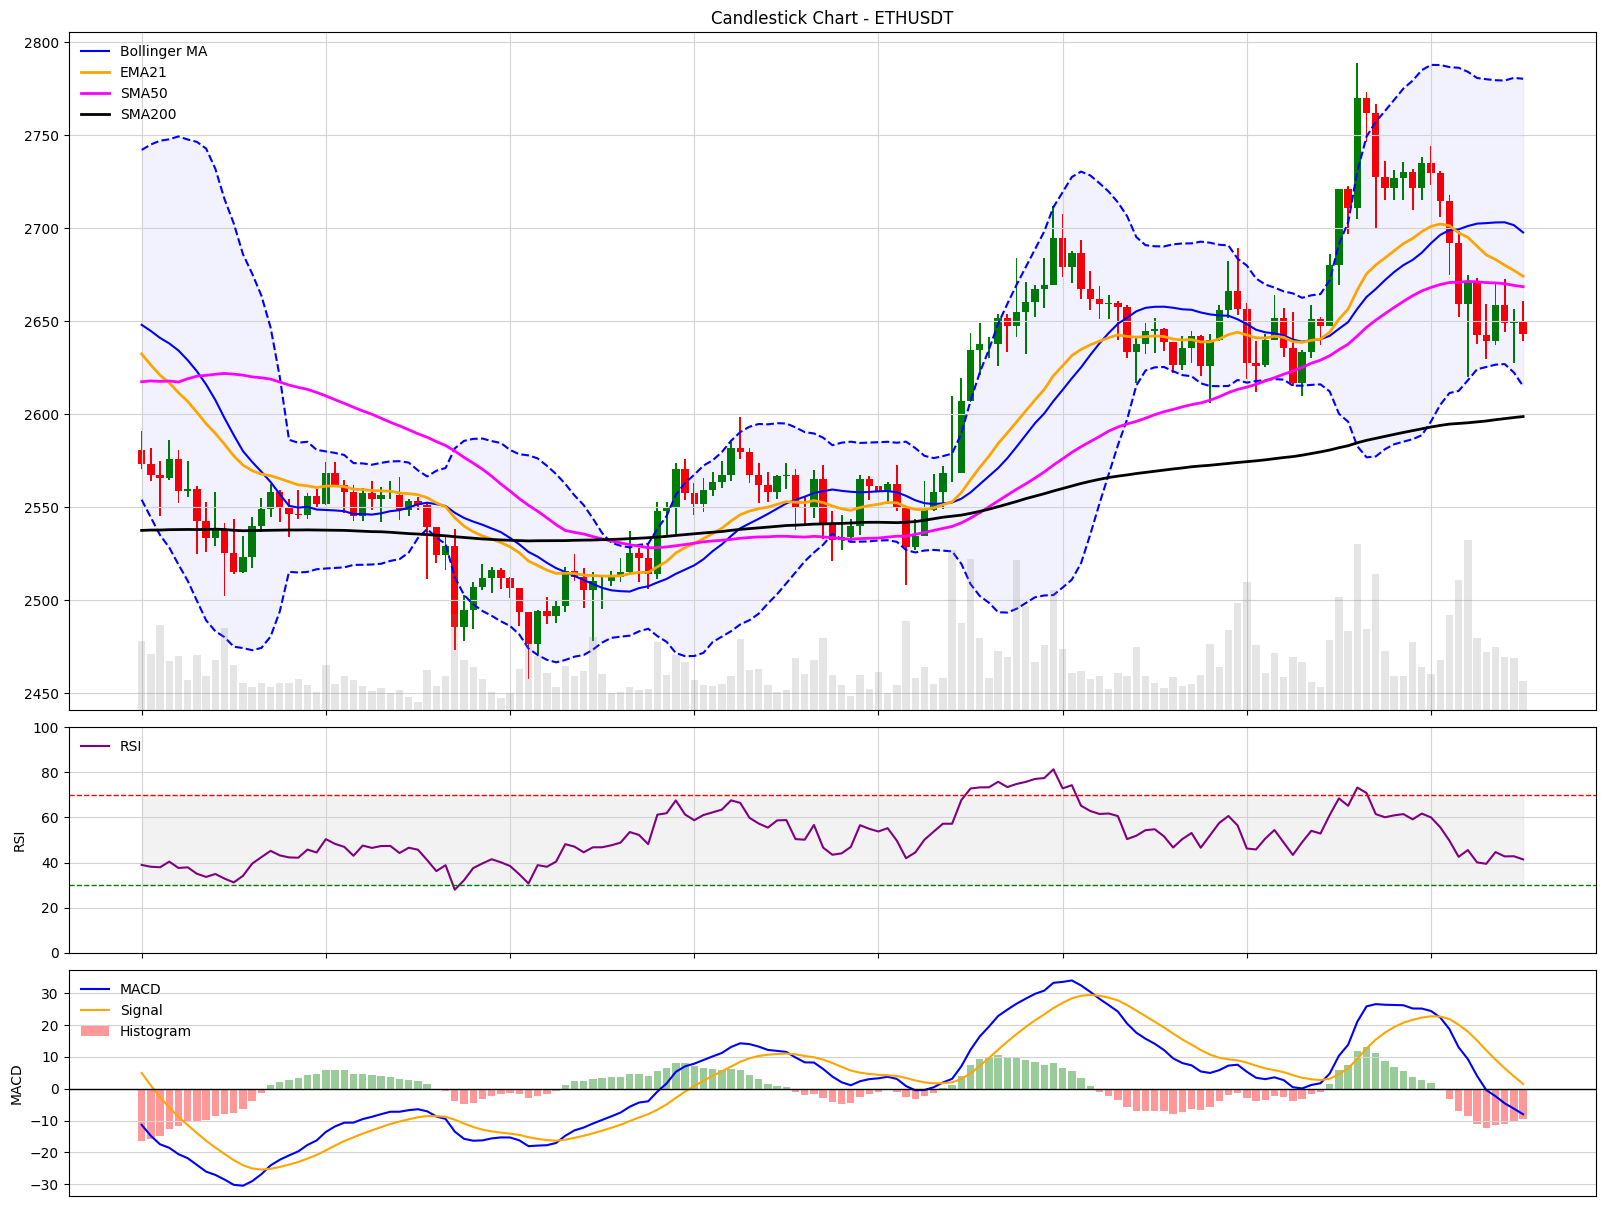 Candlestick Chart - ETHUSDT
Bollinger MA
EMA21
SMA50
SMA200
2800
2750
2700
2650
2600
2550
2500
2450
RSI
RSI
100
80
60
40
20
0
MACD
Signal
Histogram
MACD
30
20
10
0
−10
−20
−30